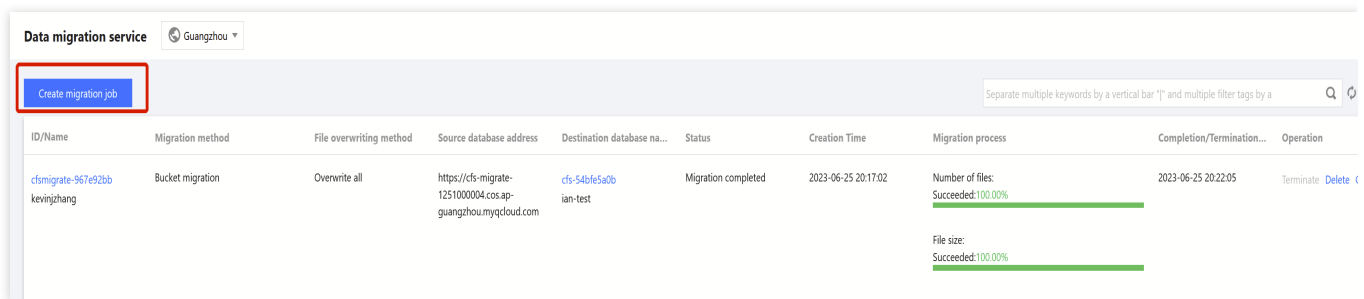 Data migration service
Guangzhou
Create migration job
Separate multiple keywords by a vertical bar "|" and multiple filter tags by a
ID/Name Migration method File overwriting method Source database address Destination database na... Status Creation Time Migration process Completion/Termination... Operation
cfsmigrate-967e92bb Bucket migration Overwrite all https://cfs-migrate- cfs-54bfe5a0b Migration completed 2023-06-25 20:17:02 Number of files: 2023-06-25 20:22:05 Terminate Delete
kevinjzhang 1251000004.cos.ap- ian-test Succeeded:100.00%
guangzhou.myqcloud.com
File size:
Succeeded:100.00%